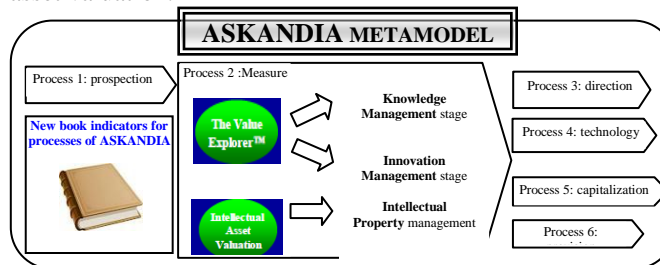 ASKANDIA METAMODEL
Process 1: prospection
Process 2 :Measure
New book indicators for
processes of ASKANDIA
The Value
Explorer™
Intellectual
Asset
Valuation
Knowledge
Management stage
Innovation
Management stage
Intellectual
Property management
Process 3: direction
Process 4: technology
Process 5: capitalization
Process 6: